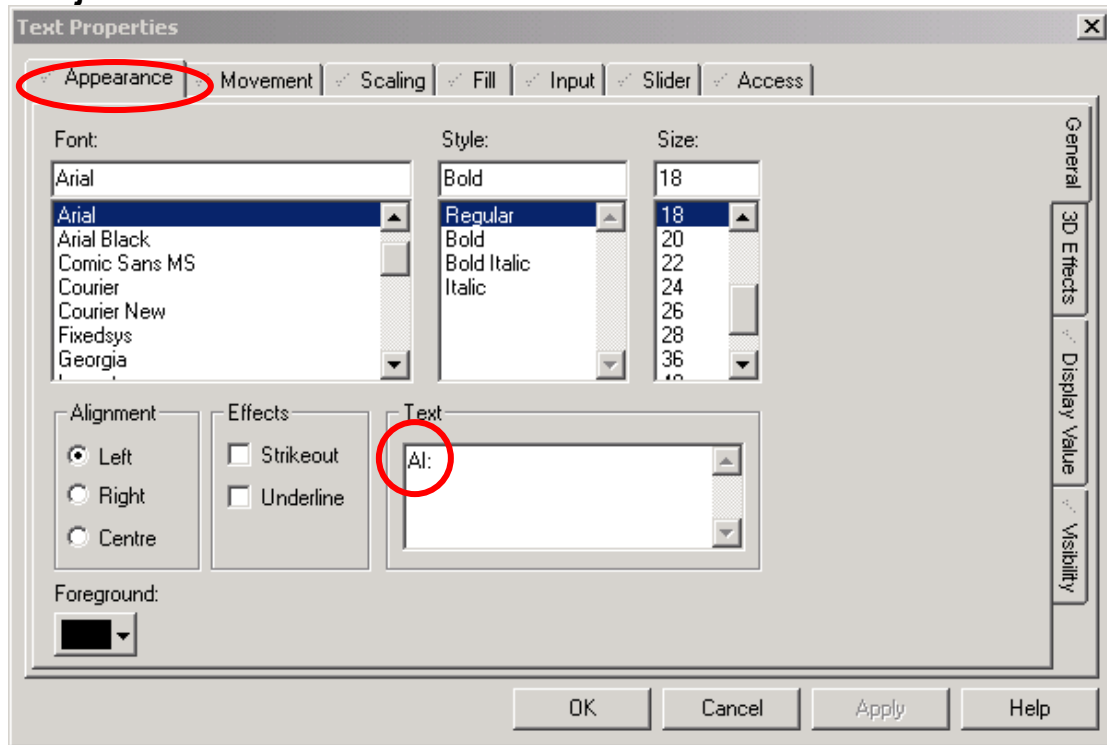 Text Properties
Appearance Movement Scaling Fill Input Slider Access
Font: Style: Size:
Arial Bold 18
Arial Regular 18
Arial Black Bold 20
Comic Sans MS Bold Italic 22
Courier Italic 24
Courier New 26
Fixedsys 28
Georgia 36
Alignment Effects Text
Left Strikeout AI:
Right Underline
Centre
Foreground:
OK Cancel Apply Help
General
3D Effects
Display Value
Visibility